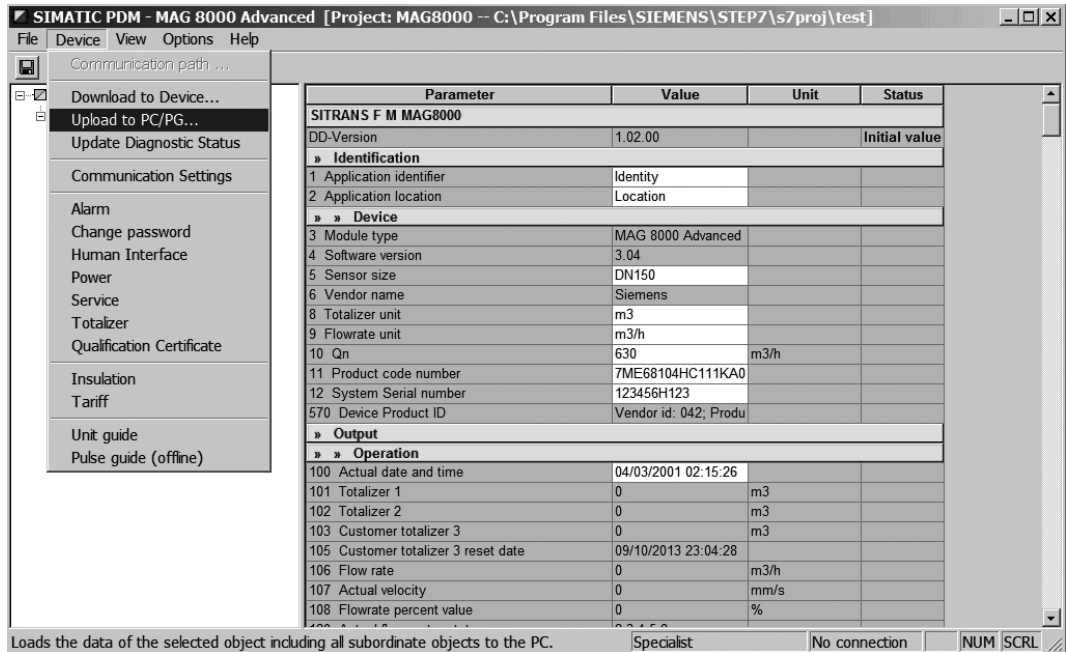 SIMATIC PDM - MAG 8000 Advanced [Project: MAG8000 -- C:\Program Files\SIEMENS\STEP7\s7proj\test]
File Device View Options Help
Communication path ...
Download to Device...
Upload to PC/PG...
Update Diagnostic Status
Communication Settings
Alarm
Change password
Human Interface
Power
Service
Totalizer
Qualification Certificate
Insulation
Tariff
Unit guide
Pulse guide (offline)
Parameter Value Unit Status
SITRANS F M MAG8000
DD-Version 1.02.00 Initial value
» Identification
1 Application identifier Identity
2 Application location Location
» » Device
3 Module type MAG 8000 Advanced
4 Software version 3.04
5 Sensor size DN150
6 Vendor name Siemens
8 Totalizer unit m3
9 Flowrate unit m3/h
10 Qn 630 m3/h
11 Product code number 7ME68104HC111KA0
12 System Serial number 123456H123
570 Device Product ID Vendor id: 042; Produ
» Output
» » Operation
100 Actual date and time 04/03/2001 02:15:26
101 Totalizer 1 0 m3
102 Totalizer 2 0 m3
103 Customer totalizer 3 0 m3
105 Customer totalizer 3 reset date 09/10/2013 23:04:28
106 Flow rate 0 m3/h
107 Actual velocity 0 mm/s
108 Flowrate percent value 0 %
Loads the data of the selected object including all subordinate objects to the PC. Specialist No connection NUM SCRL